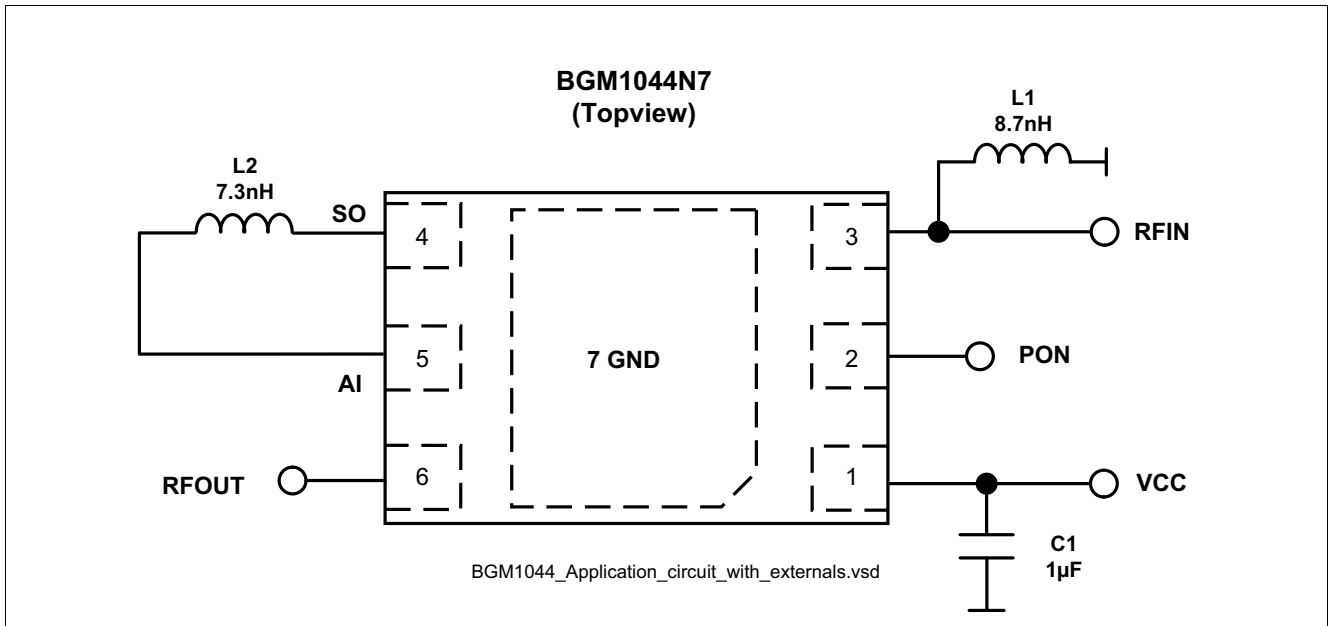 BGM1044N7
(Topview)
L1
8.7nH
L2
7.3nH
SO
4
3
RFIN
5
7 GND
2
PON
AI
RFOUT
6
1
VCC
C1
1µF
BGM1044_Application_circuit_with_externals.vsd